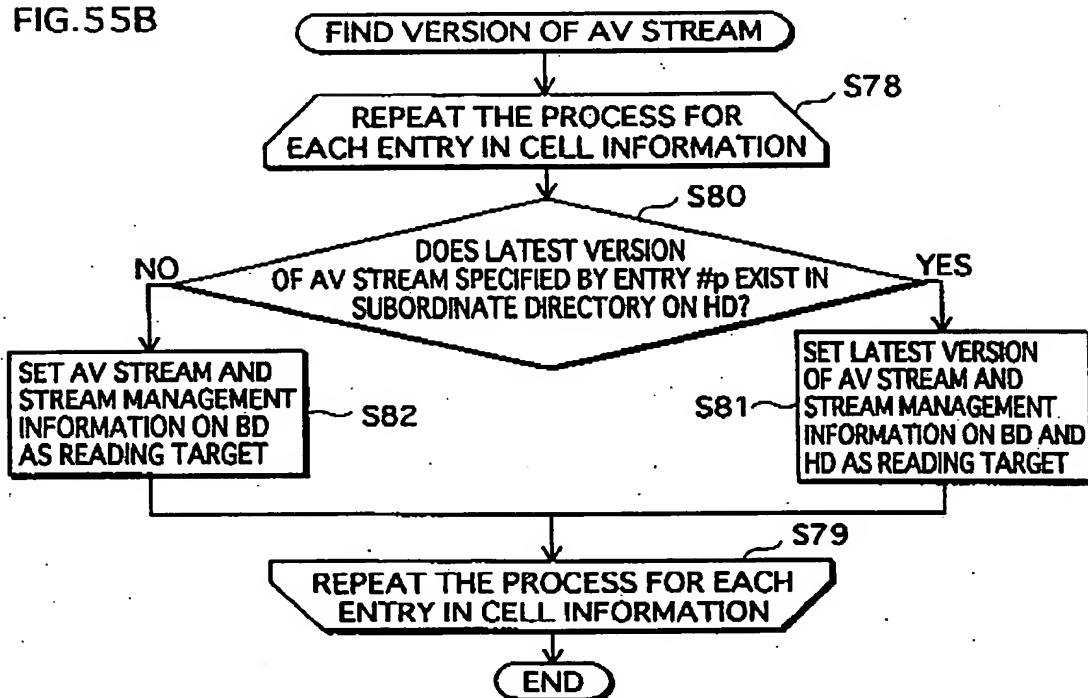 FIG.55B
FIND VERSION OF AV STREAM
S78
REPEAT THE PROCESS FOR
EACH ENTRY IN CELL INFORMATION
S80
DOES LATEST VERSION
OF AV STREAM SPECIFIED BY ENTRY #p EXIST IN
SUBORDINATE DIRECTORY ON HD?
NO
YES
SET AV STREAM AND
STREAM MANAGEMENT
INFORMATION ON BD
AS READING TARGET
S82
S81
SET LATEST VERSION
OF AV STREAM AND
STREAM MANAGEMENT
INFORMATION ON BD AND
HD AS READING TARGET
S79
REPEAT THE PROCESS FOR EACH
ENTRY IN CELL INFORMATION
END